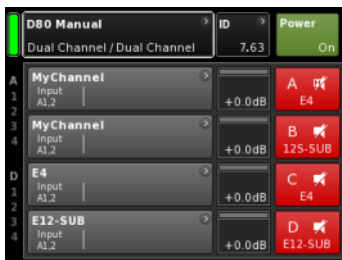 D80 Manual > ID > Power
Dual Channel / Dual Channel 7.63 On
A
1
2
3
4
D
1
2
3
4
MyChannel >
Input
A1,2
+0.0dB
A
E4
MyChannel >
Input
A1,2
+0.0dB
B
12S-SUB
E4 >
Input
A1,2
+0.0dB
C
E4
E12-SUB >
Input
A1,2
+0.0dB
D
E12-SUB